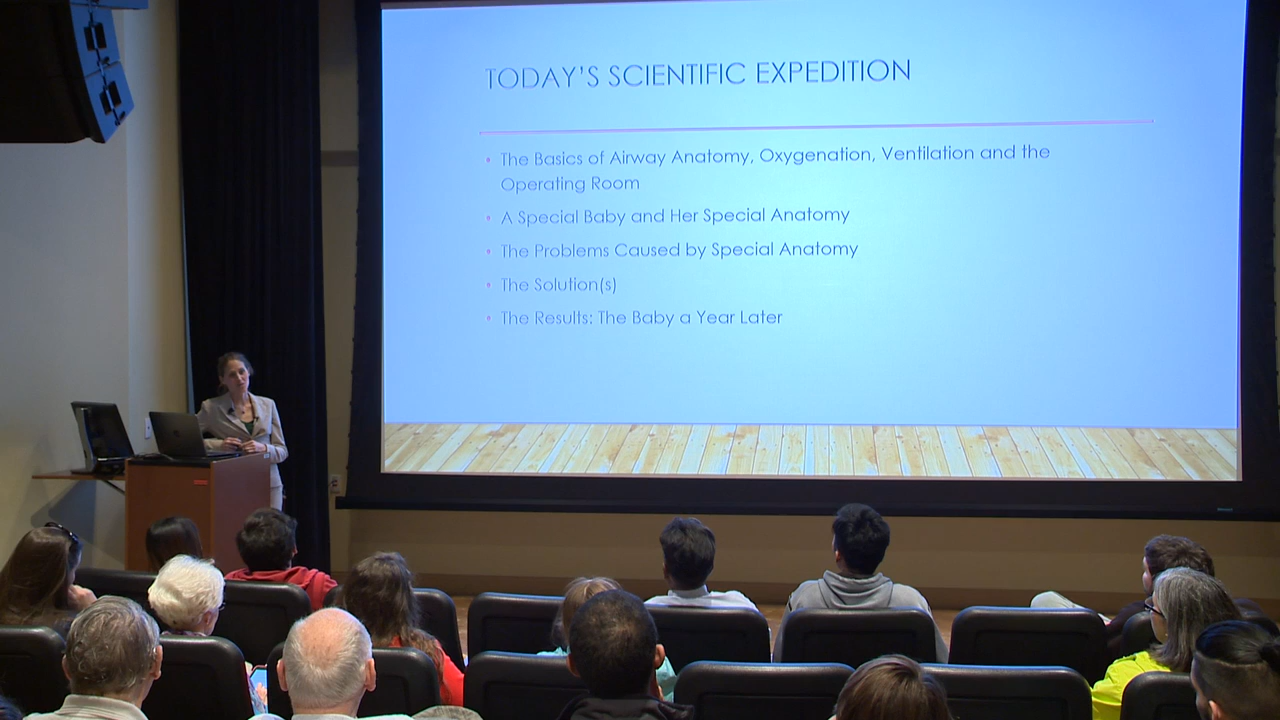 TODAY'S SCIENTIFIC EXPEDITION
• The Basics of Airway Anatomy, Oxygenation, Ventilation and the
Operating Room
• A Special Baby and Her Special Anatomy
• The Problems Caused by Special Anatomy
• The Solution(s)
• The Results: The Baby a Year Later